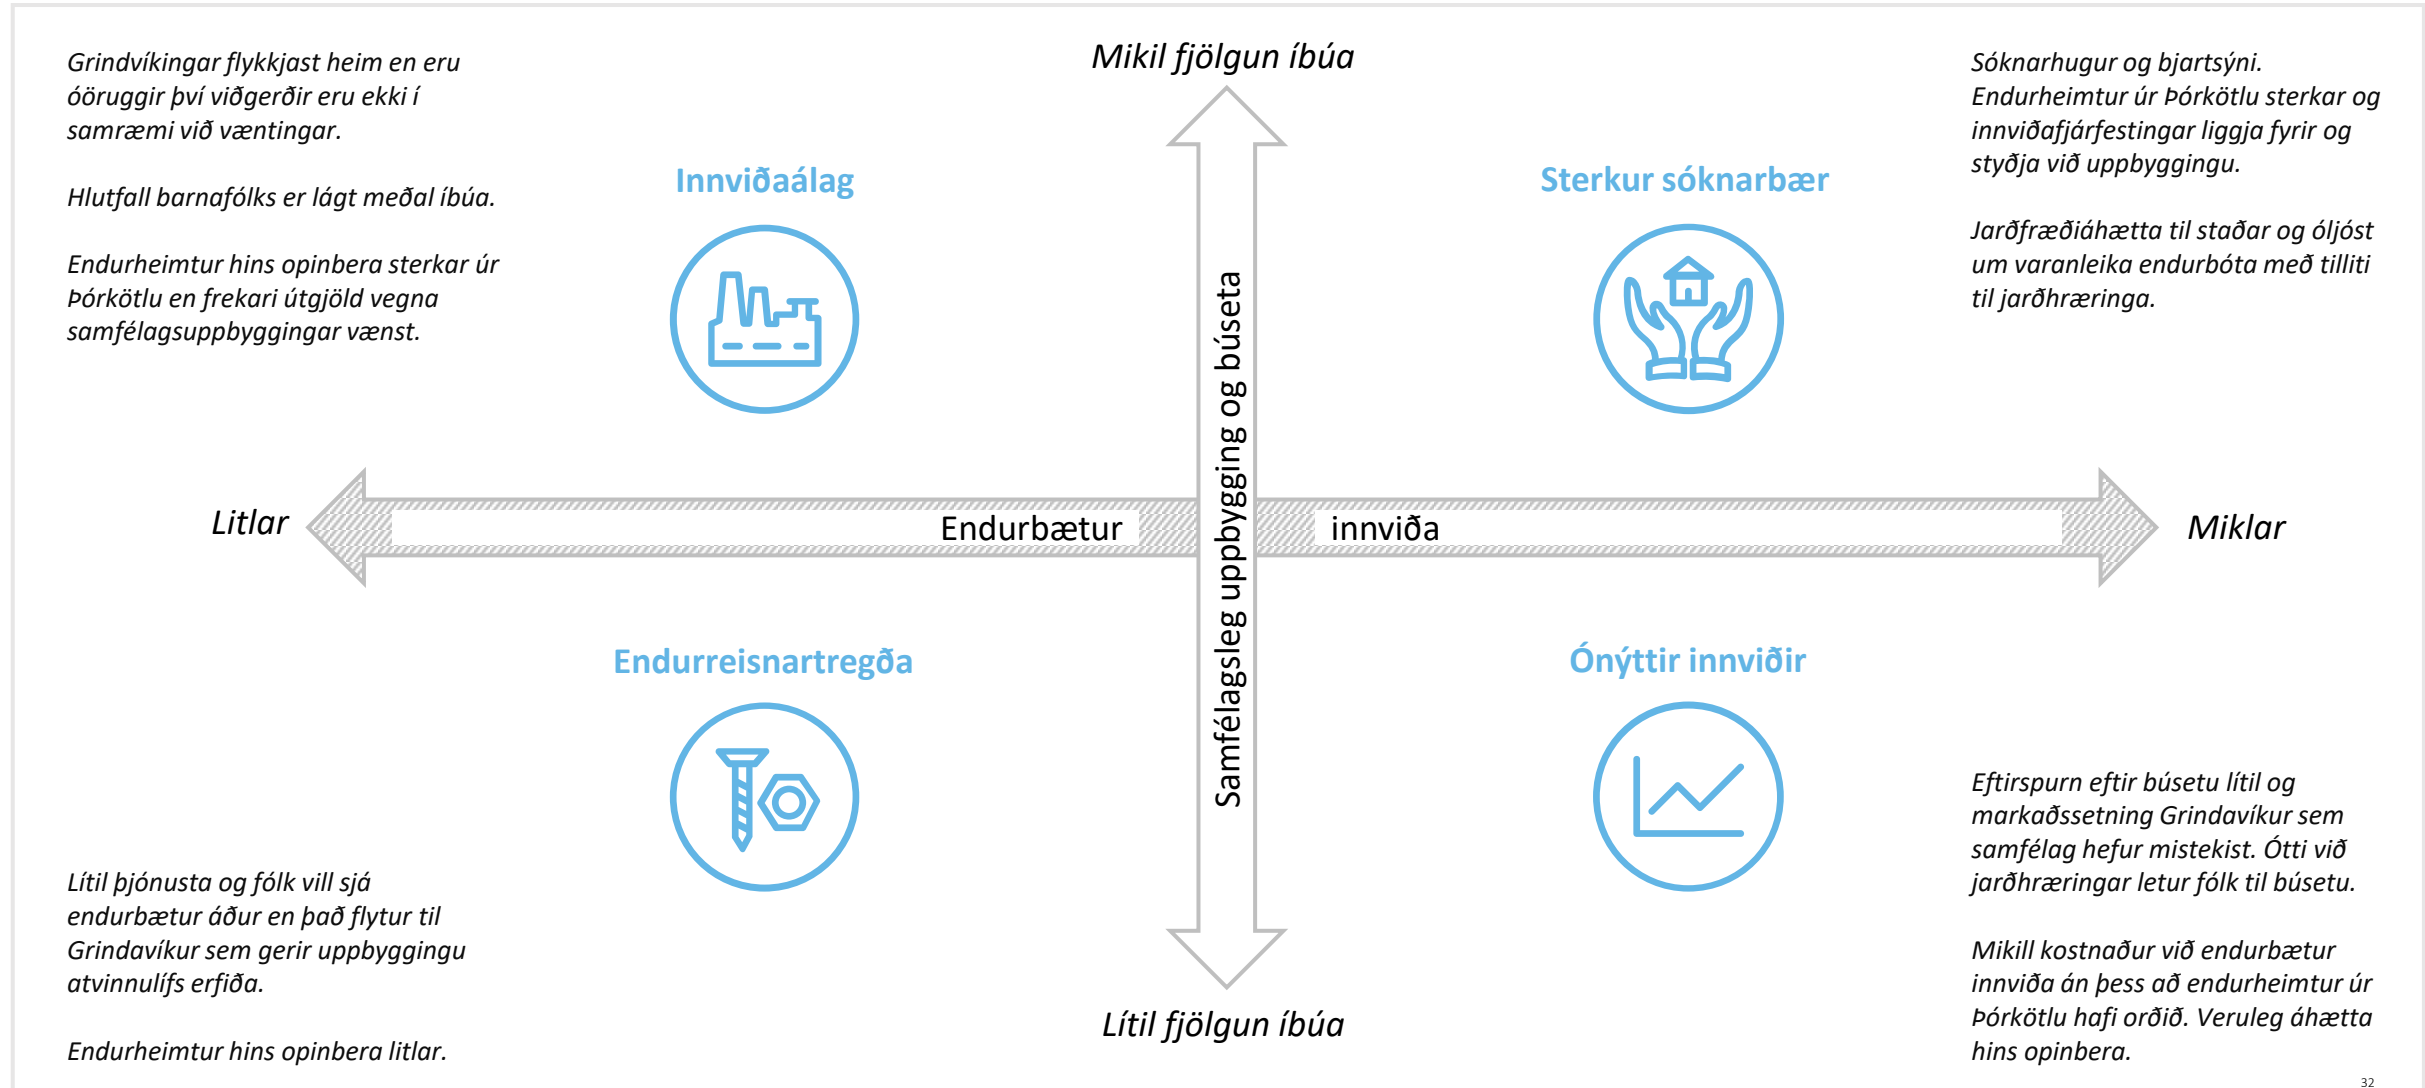 Grindvíkingar flykkjast heim en eru
óöruggir því viðgerðir eru ekki í
samræmi við væntingar.
Hlutfall barnafólks er lágt meðal íbúa.
Endurheimtur hins opinbera sterkar úr
Þórkötlu en frekari útgjöld vegna
samfélagsuppbyggingar vænst.
Innviðaálag
Mikil fjölgun íbúa
Sterkur sóknarbær
Sóknarhugur og bjartsýni.
Endurheimtur úr Þórkötlu sterkar og
innviðafjárfestingar liggja fyrir og
styðja við uppbyggingu.
Jarðfræðiáhætta til staðar og óljóst
um varanleika endurbóta með tilliti
til jarðhræringa.
Samfélagsleg uppbygging og búseta
Litlar
Endurbætur innviða
Miklar
Endurreisnartregða
Lítil þjónusta og fólk vill sjá
endurbætur áður en það flytur til
Grindavíkur sem gerir uppbyggingu
atvinnulífs erfiða.
Endurheimtur hins opinbera litlar.
Lítil fjölgun íbúa
Ónýttir innviðir
Eftirspurn eftir búsetu lítil og
markaðssetning Grindavíkur sem
samfélag hefur mistekist. Ótti við
jarðhræringar letur fólk til búsetu.
Mikill kostnaður við endurbætur
innviða án þess að endurheimtur úr
Þórkötlu hafi orðið. Veruleg áhætta
hins opinbera.
32